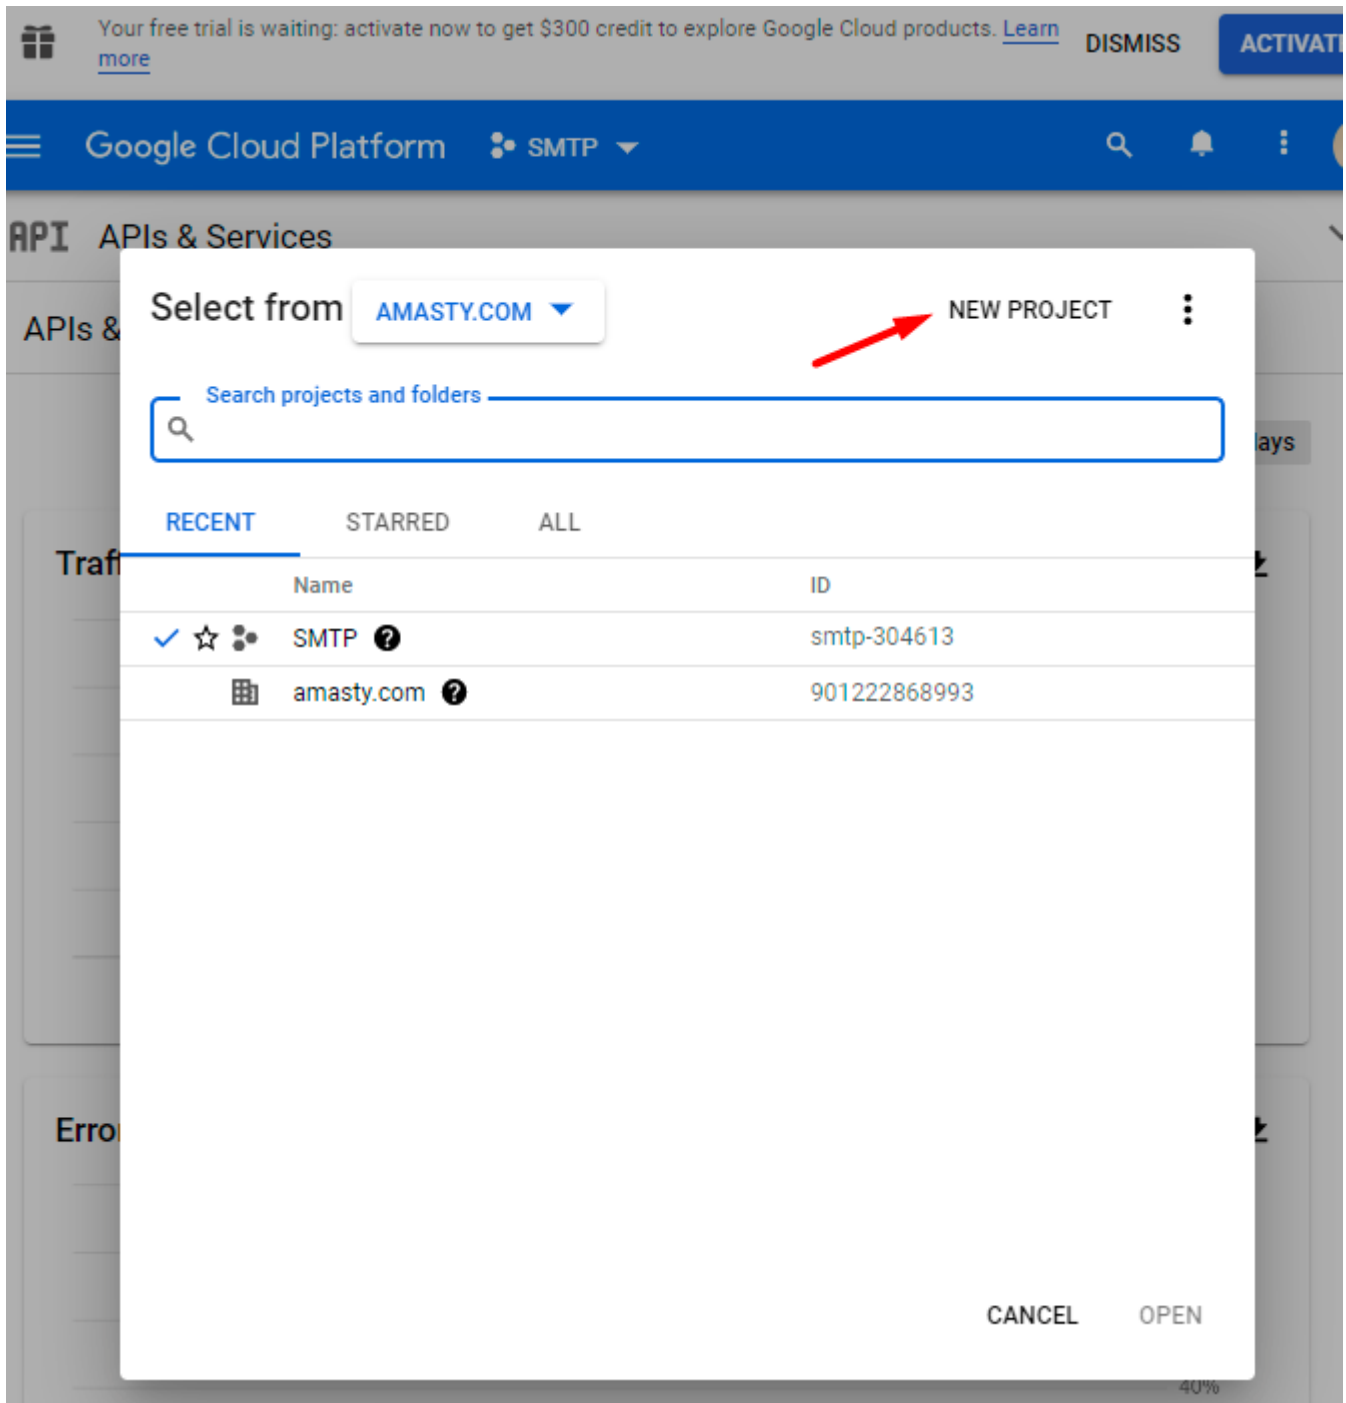 Your free trial is waiting: activate now to get $300 credit to explore Google Cloud products. Learn
more
DISMISS
ACTIVAT
Google Cloud Platform
SMTP
API
APIs & Services
APIs &
Select from
AMASTY.COM
NEW PROJECT
Search projects and folders
ays
RECENT
STARRED
ALL
Traf
Name
ID
SMTP
smtp-304613
amasty.com
901222868993
Erro
CANCEL
OPEN
40%